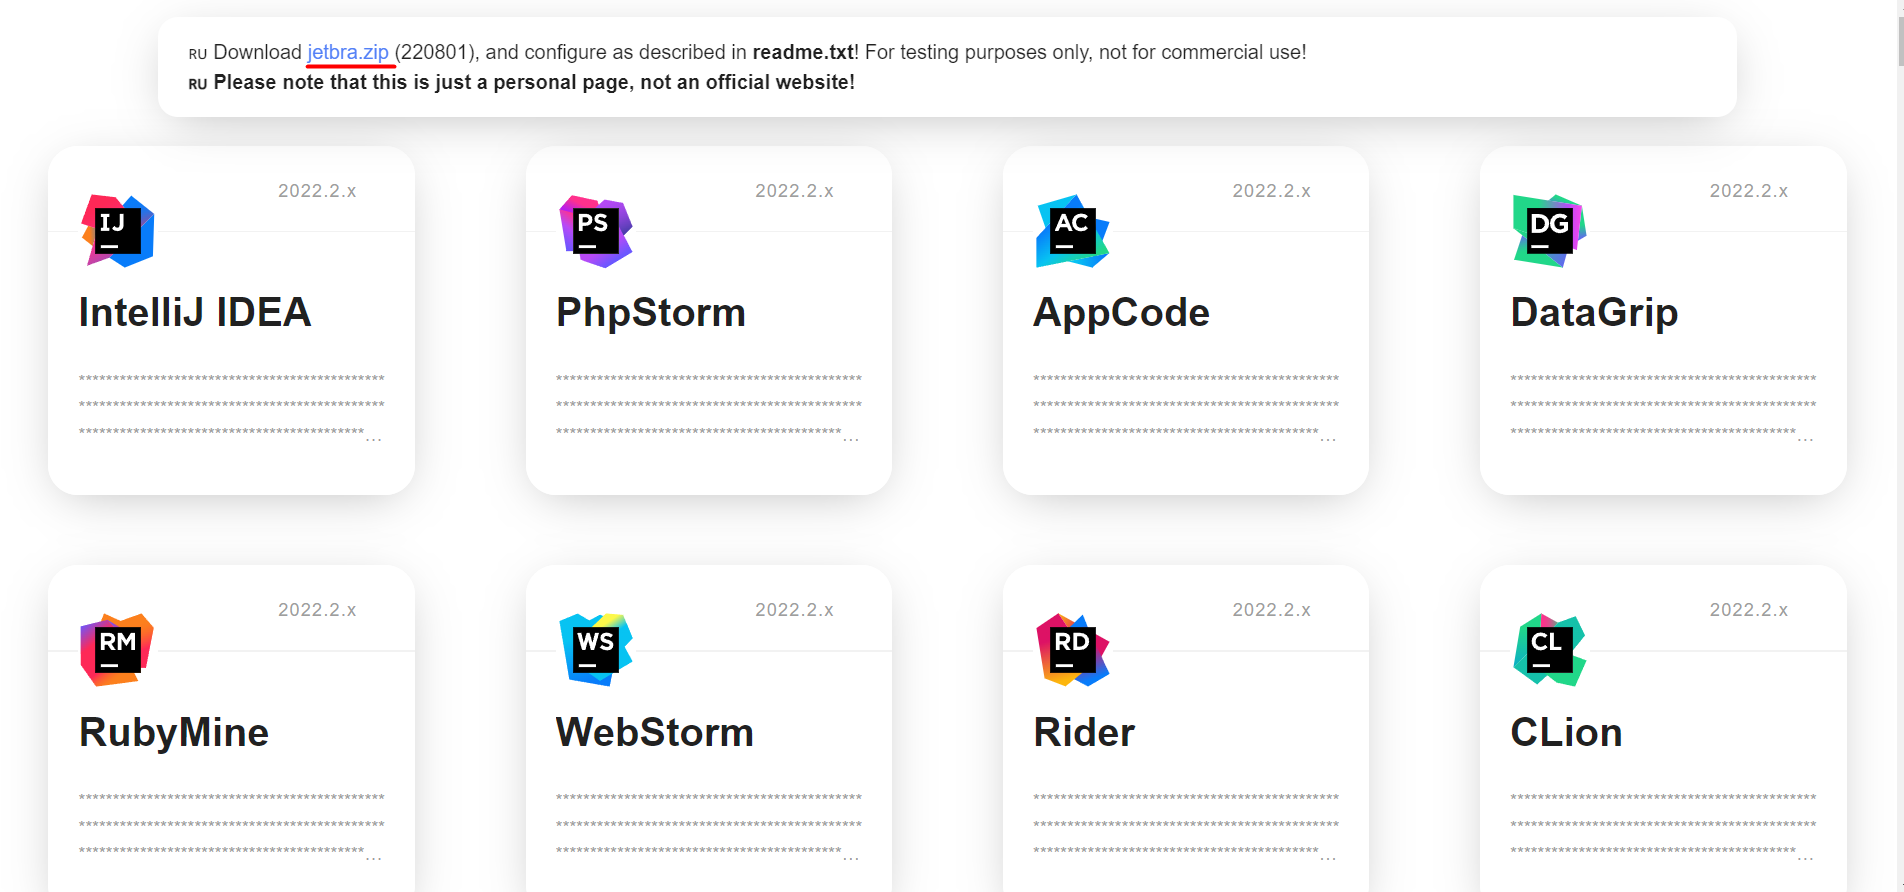 RU Download jetbra.zip (220801), and configure as described in readme.txt! For testing purposes only, not for commercial use!
RU Please note that this is just a personal page, not an official website!
2022.2.x
IJ
IntelliJ IDEA
*********************************************
*********************************************
******************************************...
2022.2.x
PS
PhpStorm
*********************************************
*********************************************
******************************************...
2022.2.x
AC
AppCode
*********************************************
*********************************************
******************************************...
2022.2.x
DG
DataGrip
*********************************************
*********************************************
******************************************...
2022.2.x
RM
RubyMine
*********************************************
*********************************************
******************************************...
2022.2.x
WS
WebStorm
*********************************************
*********************************************
******************************************...
2022.2.x
RD
Rider
*********************************************
*********************************************
******************************************...
2022.2.x
CL
CLion
*********************************************
*********************************************
******************************************...